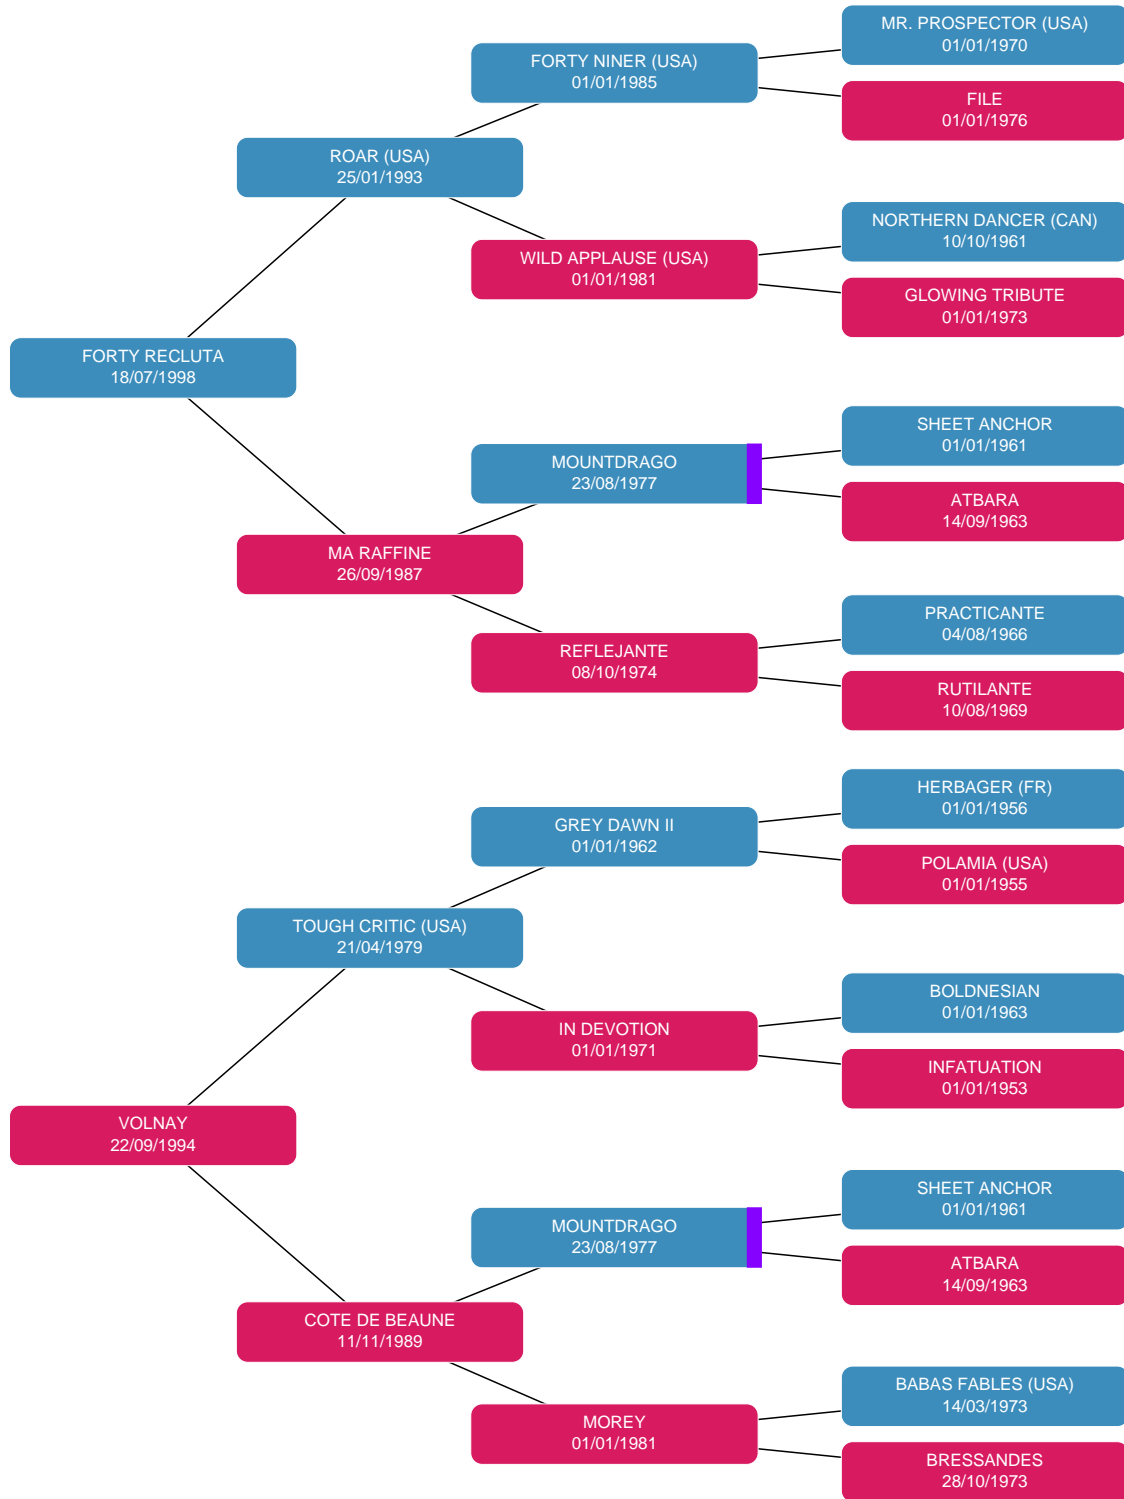 MR. PROSPECTOR (USA)
01/01/1970
FORTY NINER (USA)
01/01/1985
FILE
01/01/1976
ROAR (USA)
25/01/1993
NORTHERN DANCER (CAN)
10/10/1961
WILD APPLAUSE (USA)
01/01/1981
GLOWING TRIBUTE
01/01/1973
FORTY RECLUTA
18/07/1998
SHEET ANCHOR
01/01/1961
MOUNTDRAGO
23/08/1977
ATBARA
14/09/1963
MA RAFFINE
26/09/1987
PRACTICANTE
04/08/1966
REFLEJANTE
08/10/1974
RUTILANTE
10/08/1969
HERBAGER (FR)
01/01/1956
GREY DAWN II
01/01/1962
POLAMIA (USA)
01/01/1955
TOUGH CRITIC (USA)
21/04/1979
BOLDNESIAN
01/01/1963
IN DEVOTION
01/01/1971
INFATUATION
01/01/1953
VOLNAY
22/09/1994
SHEET ANCHOR
01/01/1961
MOUNTDRAGO
23/08/1977
ATBARA
14/09/1963
COTE DE BEAUNE
11/11/1989
BABAS FABLES (USA)
14/03/1973
MOREY
01/01/1981
BRESSANDES
28/10/1973